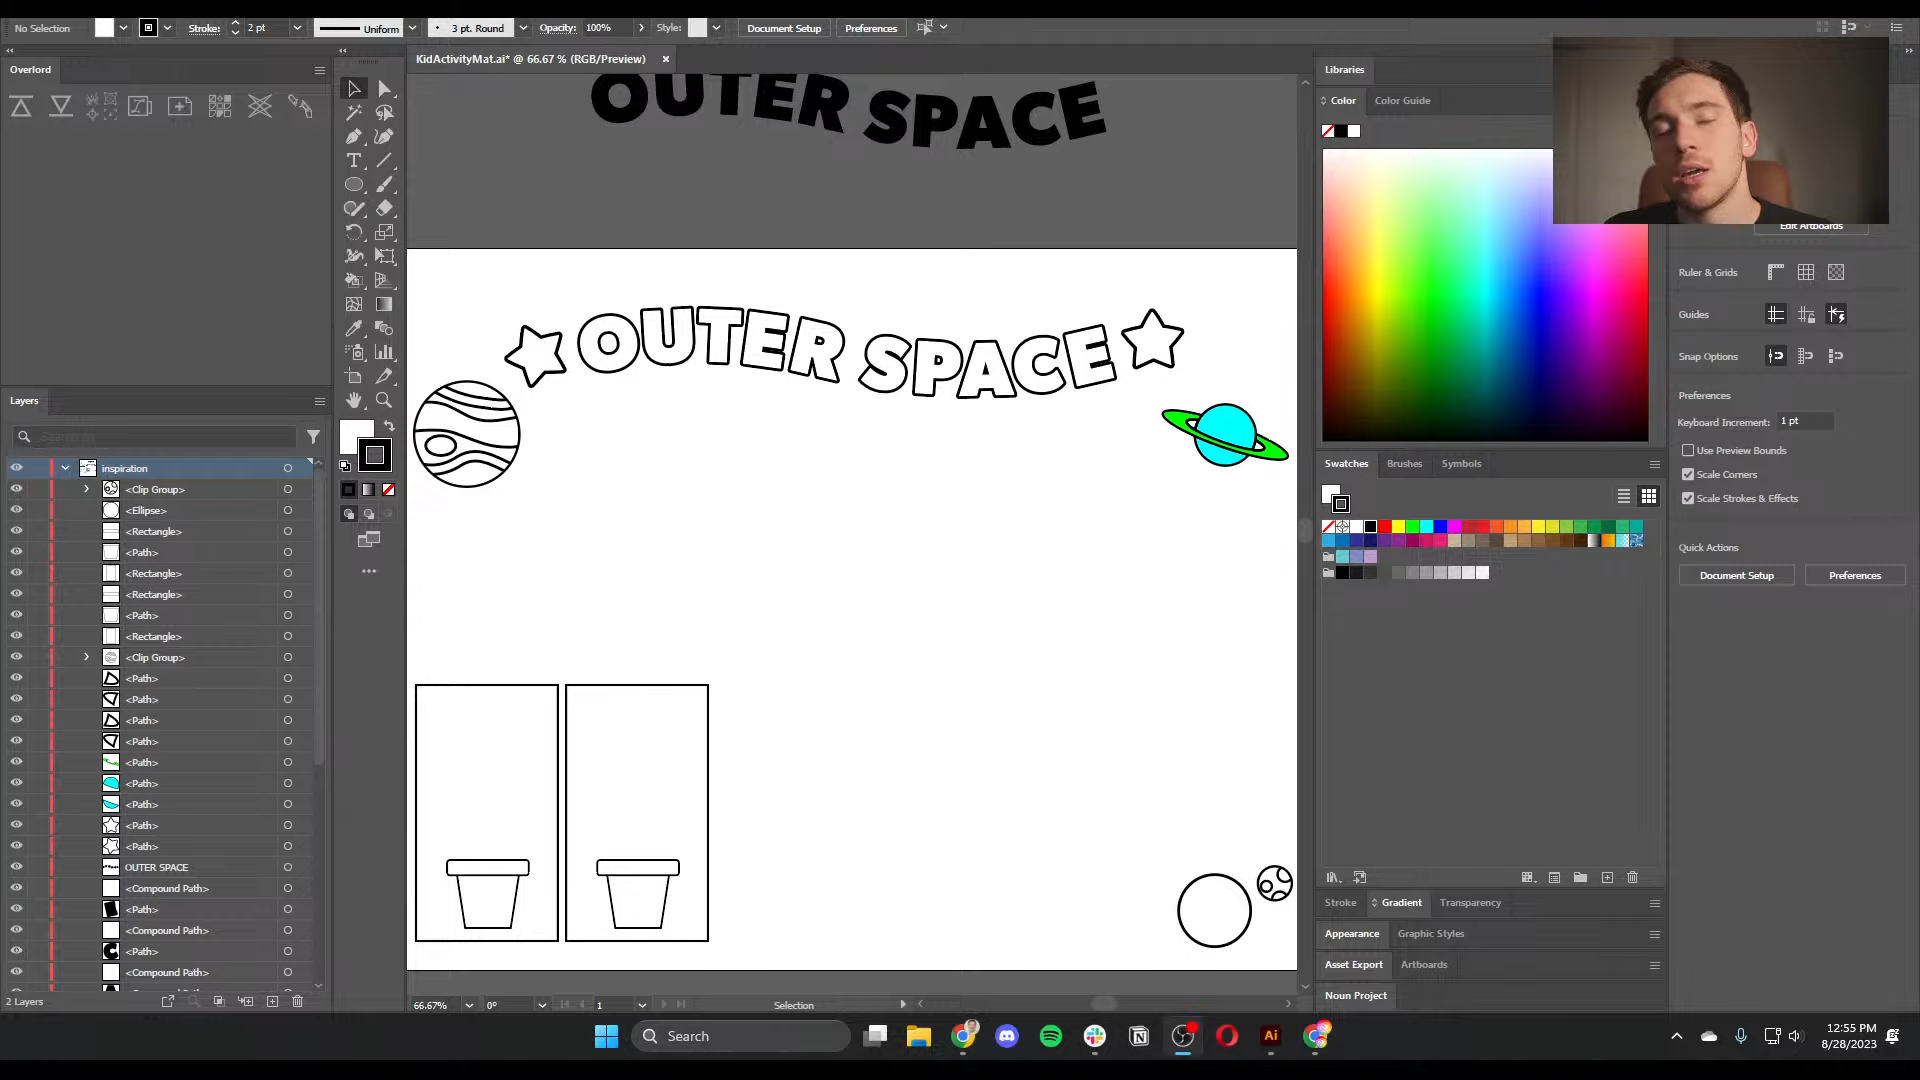 No Selection
Stroke:
2 pt
Uniform
3 pt. Round
Opacity:
100%
Style:
Document Setup
Preferences
Overlord
KidActivityMat.ai* @ 66.67 % (RGB/Preview)
OUTER SPACE
OUTER SPACE
Layers
inspiration
<Clip Group>
<Ellipse>
<Rectangle>
<Path>
<Rectangle>
<Rectangle>
<Path>
<Rectangle>
<Clip Group>
<Path>
<Path>
<Path>
<Path>
<Path>
<Path>
<Path>
<Path>
<Path>
OUTER SPACE
<Compound Path>
<Path>
<Compound Path>
<Path>
<Compound Path>
2 Layers
66.67%
0°
1
Selection
Libraries
Color
Color Guide
Swatches
Brushes
Symbols
Stroke
Gradient
Transparency
Appearance
Graphic Styles
Asset Export
Artboards
Noun Project
Edit Artboards
Ruler & Grids
Guides
Snap Options
Preferences
Keyboard Increment:
1 pt
Use Preview Bounds
Scale Corners
Scale Strokes & Effects
Quick Actions
Document Setup
Preferences
Search
Ai
12:55 PM
8/28/2023